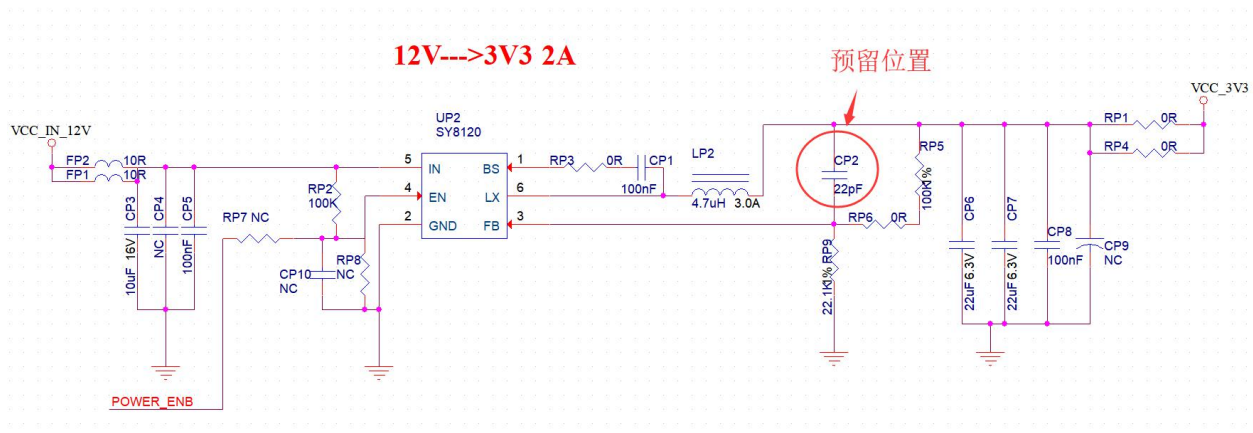 12V--->3V3 2A
预留位置
VCC_3V3
VCC_IN_12V
UP2
SY8120
FP2
10R
FP1
10R
5
IN
BS
1
RP3
0R
CP1
100nF
LP2
4.7uH
3.0A
CP2
22pF
RP5
100K
1%
RP1
0R
RP4
0R
4
EN
LX
6
2
GND
FB
3
RP2
100K
RP7 NC
RP8
NC
CP10
NC
CP3
10uF
16V
CP4
NC
CP5
100nF
RP6
0R
RP9
22.1K
1%
CP6
22uF
6.3V
CP7
22uF
6.3V
CP8
100nF
CP9
NC
POWER_ENB